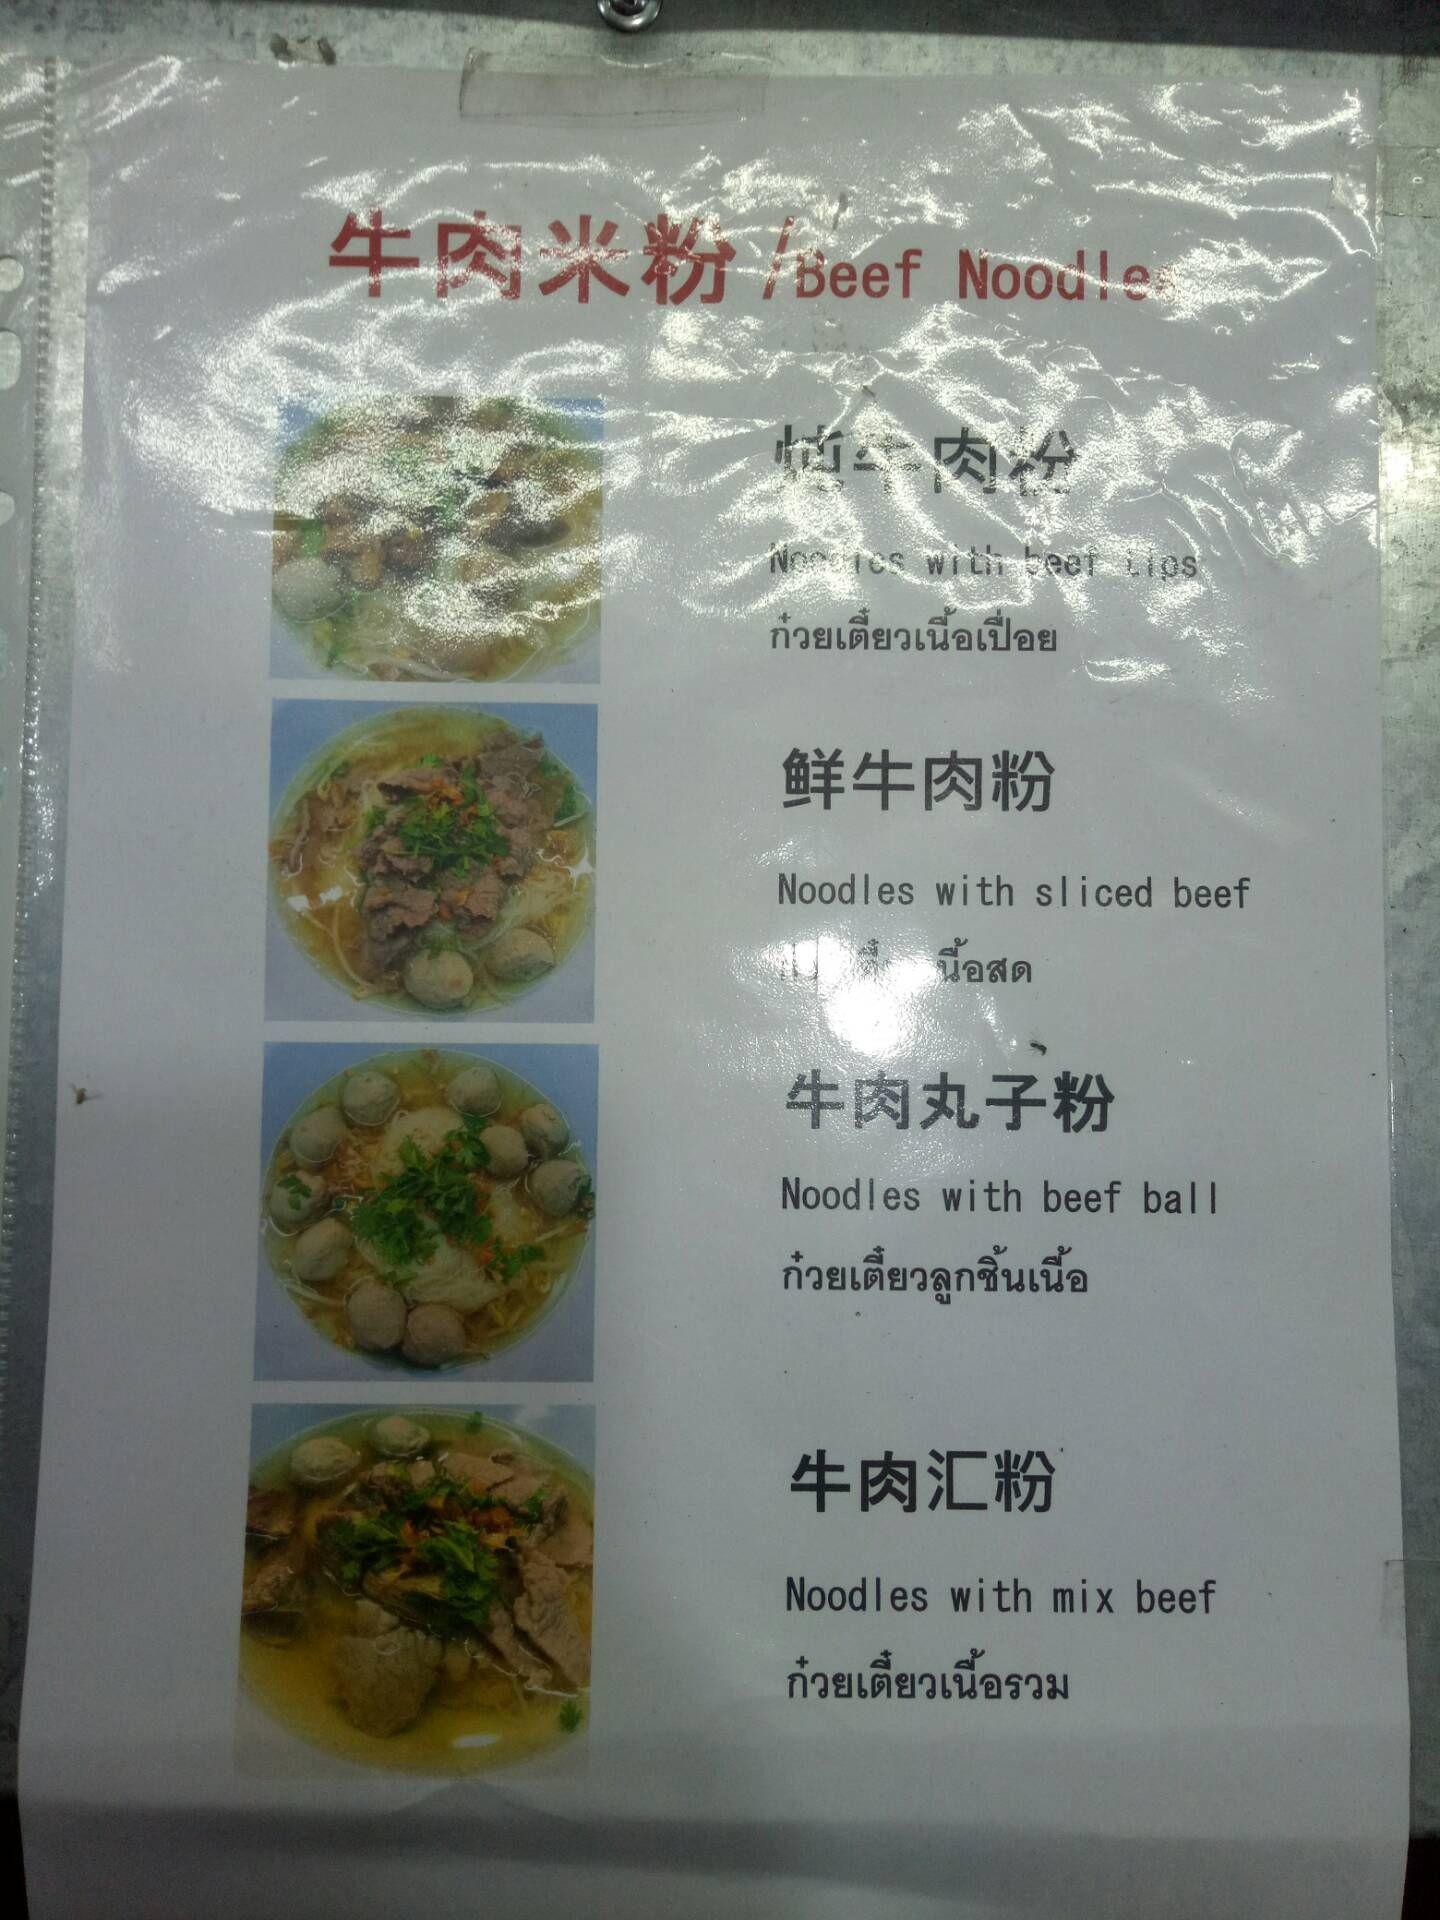 牛肉米粉 /Beef Noodles
炖牛肉粉
Noodles with beef tips
ก๋วยเตี๋ยวเนื้อเปื่อย
鲜牛肉粉
Noodles with sliced beef
เนื้อสด
牛肉丸子粉
Noodles with beef ball
ก๋วยเตี๋ยวลูกชิ้นเนื้อ
牛肉汇粉
Noodles with mix beef
ก๋วยเตี๋ยวเนื้อรวม